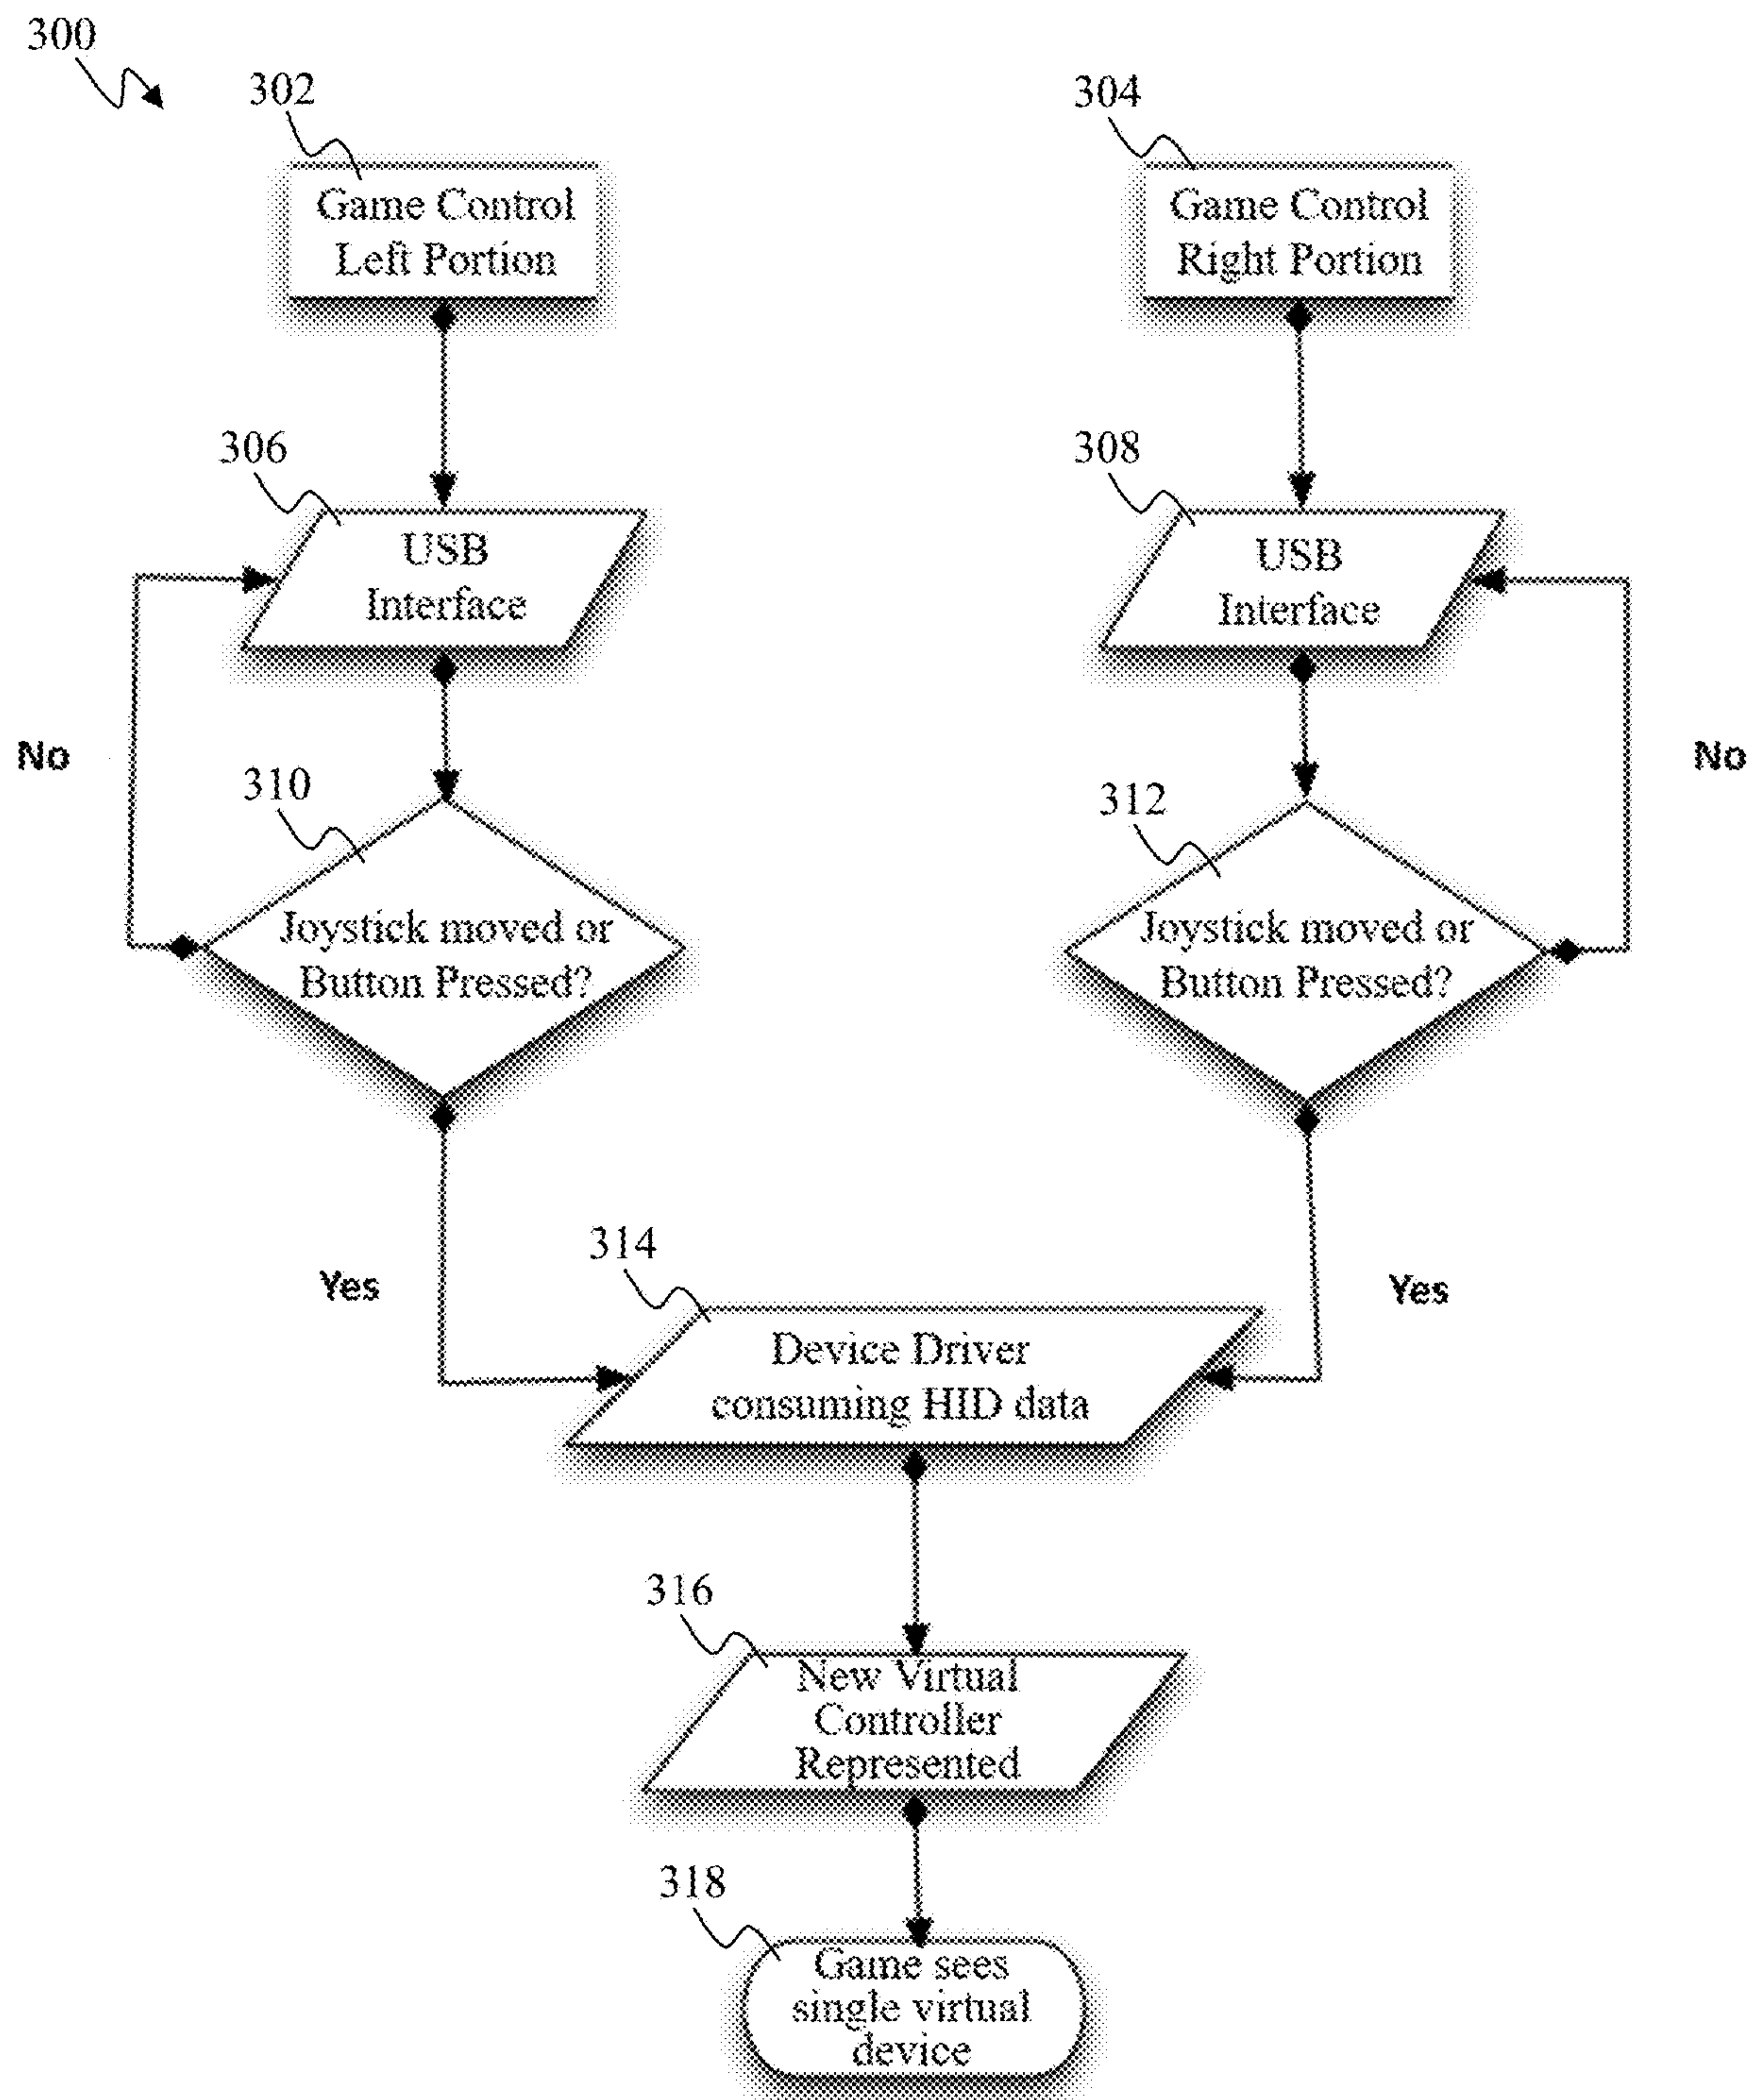 300
302
304
Game Control
Left Portion
Game Control
Right Portion
306
308
USB
Interface
USB
Interface
No
No
310
312
Joystick moved or
Button Pressed?
Joystick moved or
Button Pressed?
314
Yes
Yes
Device Driver
consuming HID data
316
New Virtual
Controller
Represented
318
Game sees
single virtual
device